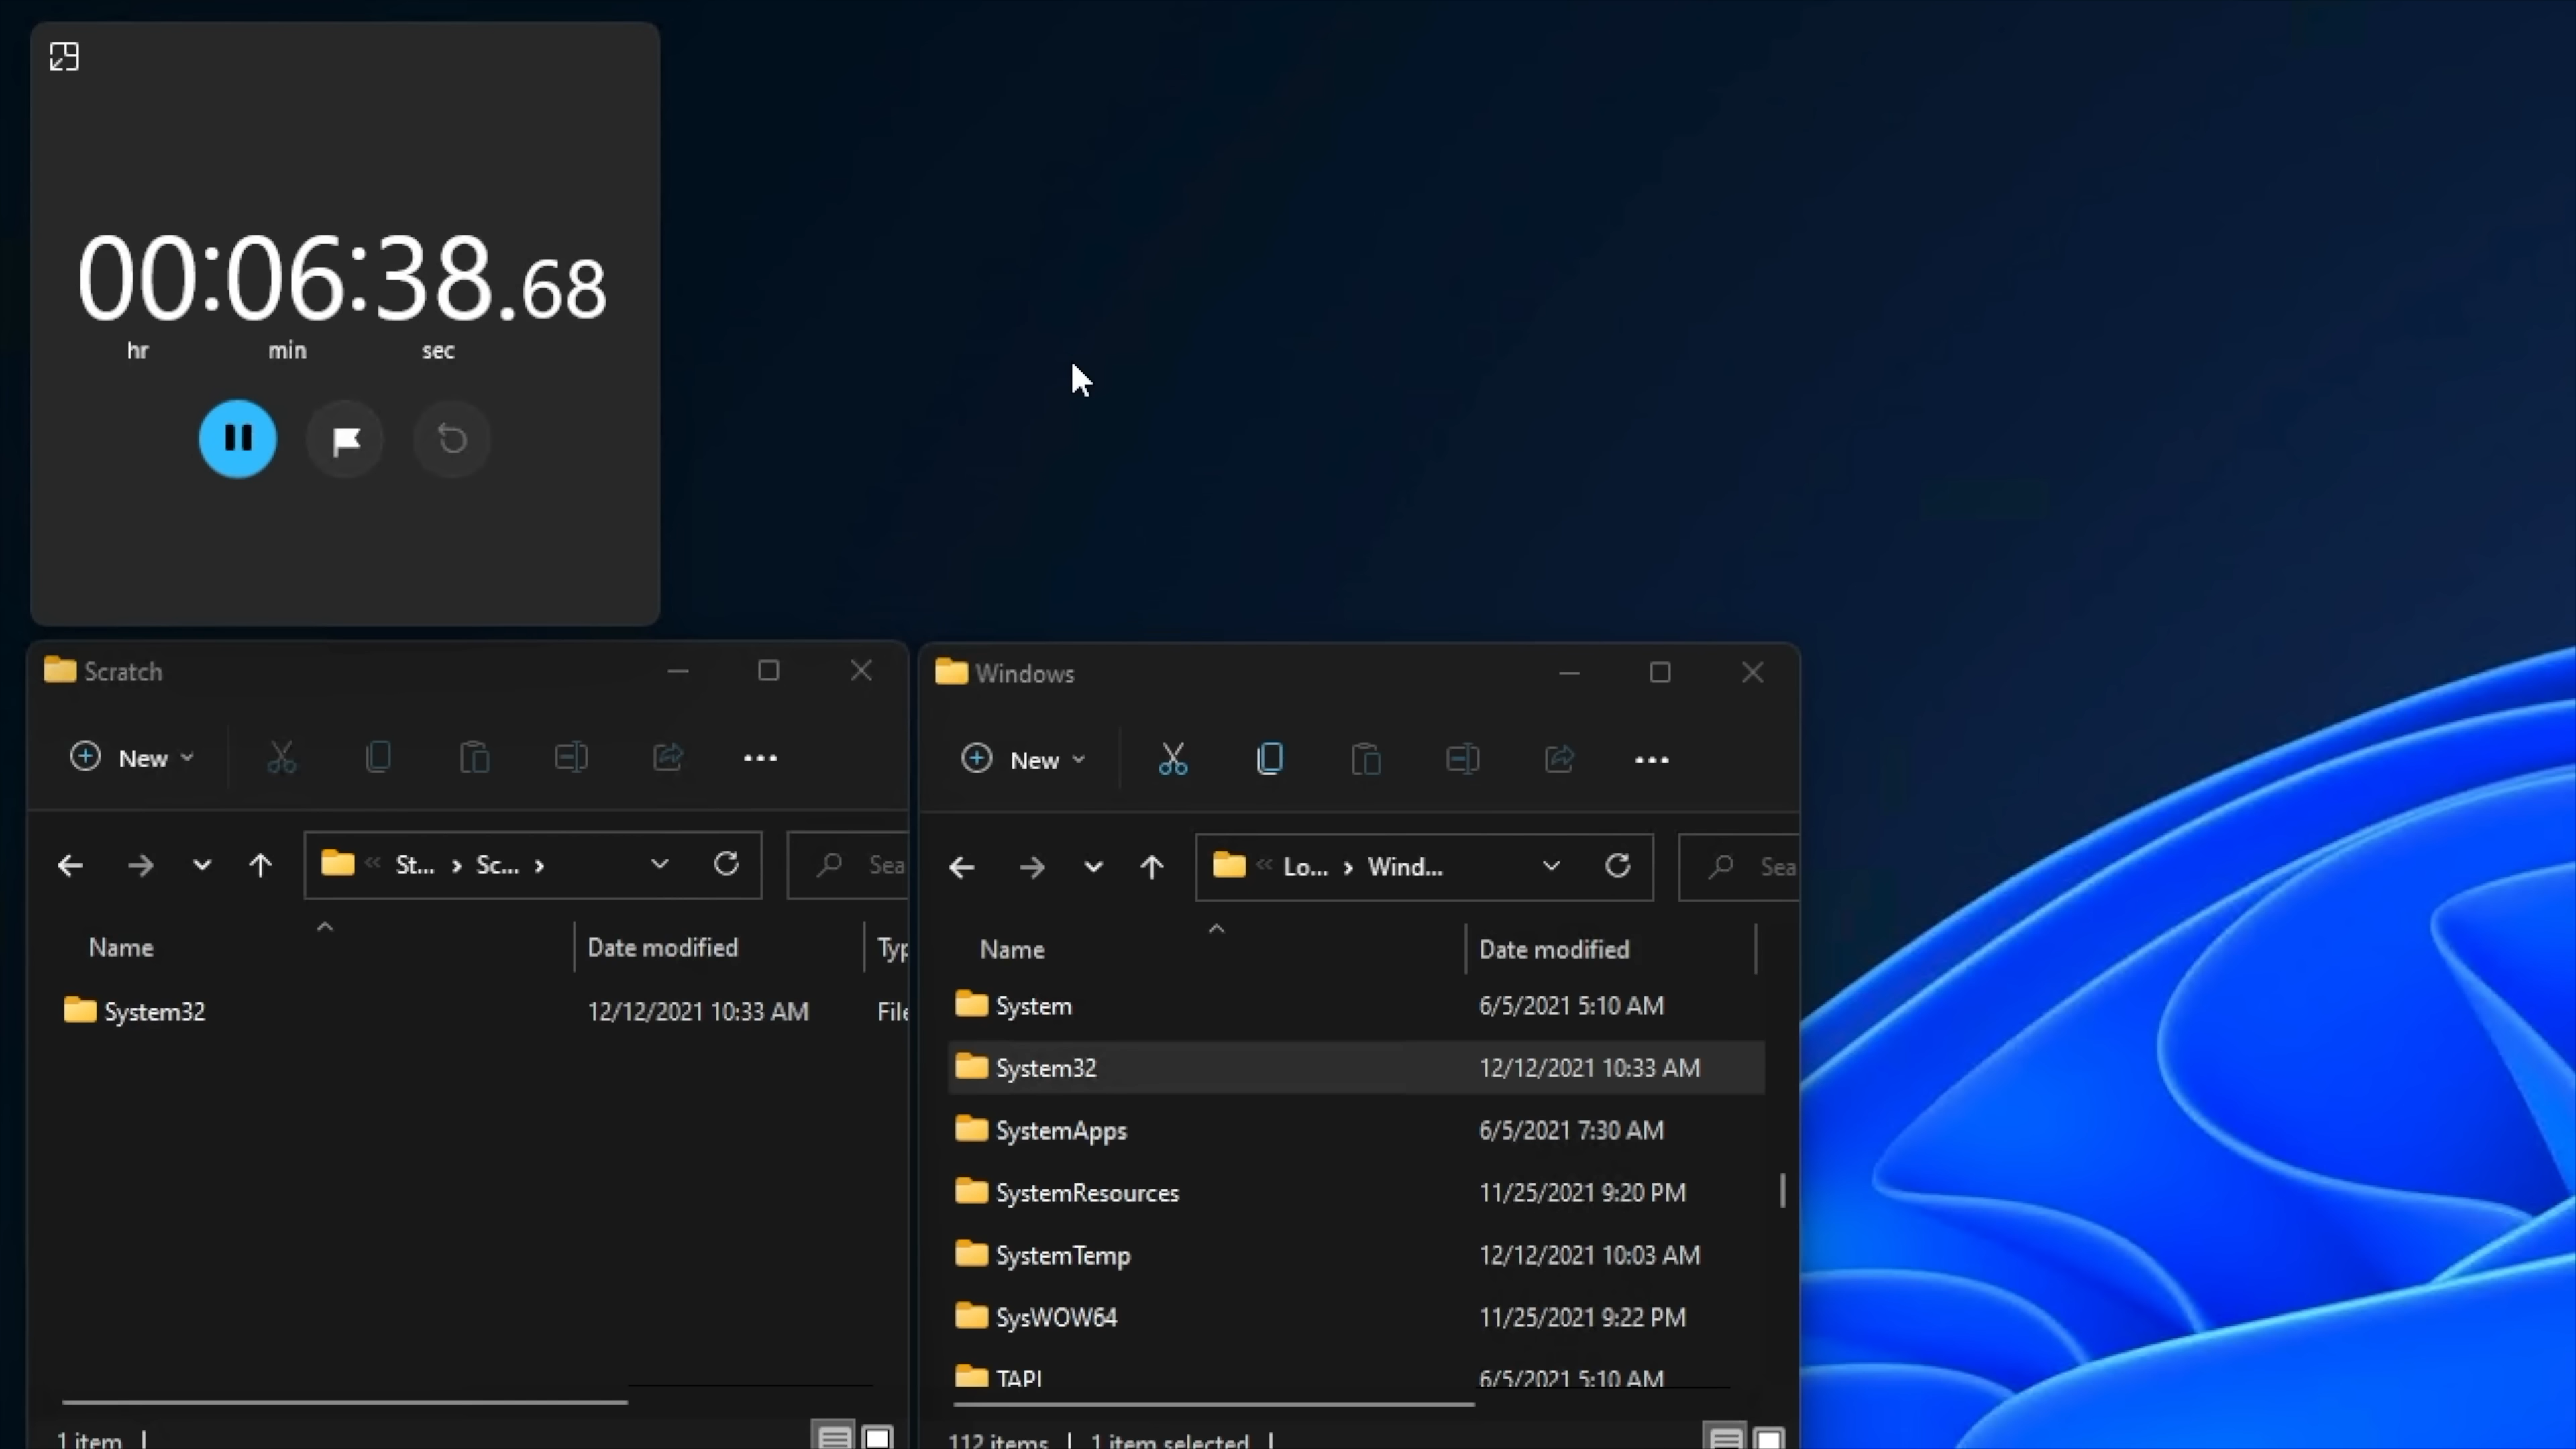 00:06:38.68
hr min sec
Scratch
New
St... > Sc... >
Sea
Name Date modified Typ
System32 12/12/2021 10:33 AM File
1 item
Windows
New
Lo... > Wind...
Sea
Name Date modified
System 6/5/2021 5:10 AM
System32 12/12/2021 10:33 AM
SystemApps 6/5/2021 7:30 AM
SystemResources 11/25/2021 9:20 PM
SystemTemp 12/12/2021 10:03 AM
SysWOW64 11/25/2021 9:22 PM
TAPI 6/5/2021 5:10 AM
112 items 1 item selected